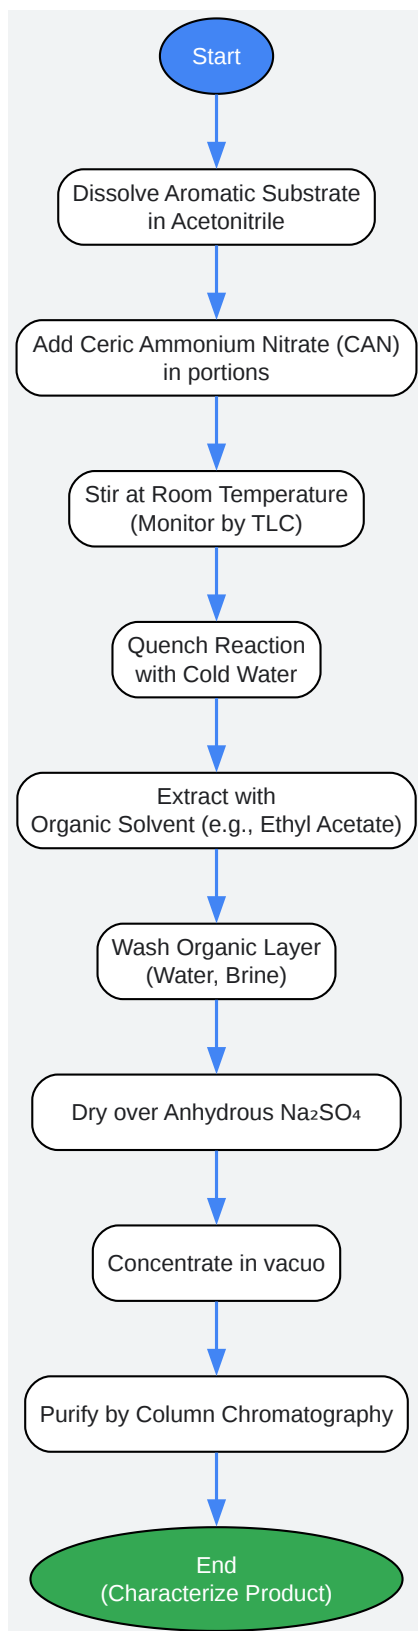 Start
Dissolve Aromatic Substrate
in Acetonitrile
Add Ceric Ammonium Nitrate (CAN)
in portions
Stir at Room Temperature
(Monitor by TLC)
Quench Reaction
with Cold Water
Extract with
Organic Solvent (e.g., Ethyl Acetate)
Wash Organic Layer
(Water, Brine)
Dry over Anhydrous Na₂SO₄
Concentrate in vacuo
Purify by Column Chromatography
End
(Characterize Product)